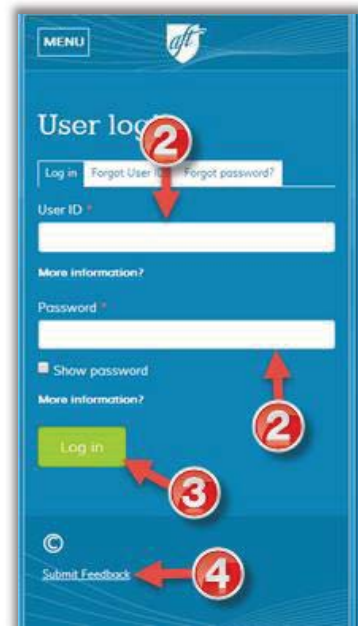 MENU aft
User log
2
Log in Forgot User I Forgot password?
User ID *
More information?
Password *
Show password
More information?
2
Log in
3
©
Submit Feedback 4